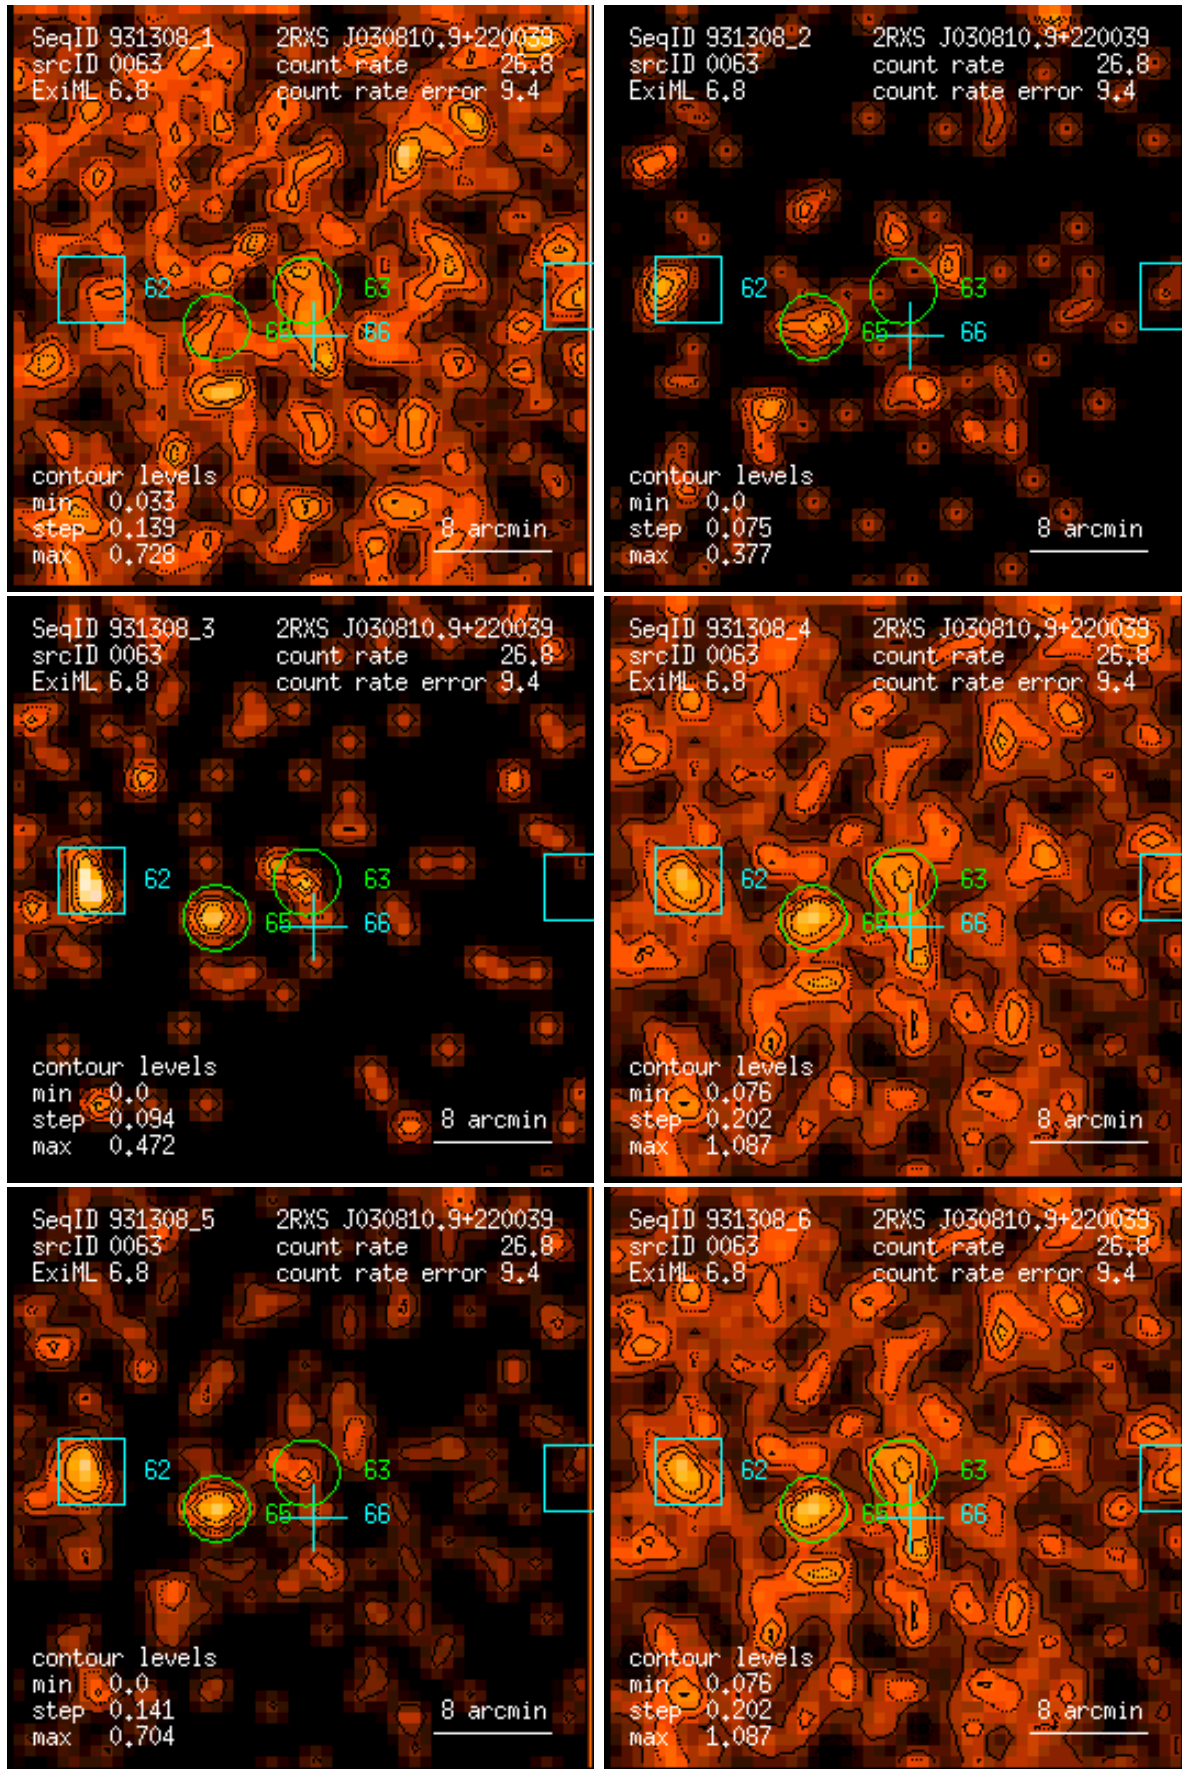 SeqID 931308_1 2RXS J030810.9+220039
srcID 0063 count rate 26.8
ExiML 6.8 count rate error 9.4
62 63
65 66
contour levels
min 0.033
step 0.139 8 arcmin
max 0.728
SeqID 931308_2 2RXS J030810.9+220039
srcID 0063 count rate 26.8
ExiML 6.8 count rate error 9.4
62 63
65 66
contour levels
min 0.0
step 0.075 8 arcmin
max 0.377
SeqID 931308_3 2RXS J030810.9+220039
srcID 0063 count rate 26.8
ExiML 6.8 count rate error 9.4
62 63
65 66
contour levels
min 0.0
step 0.094 8 arcmin
max 0.472
SeqID 931308_4 2RXS J030810.9+220039
srcID 0063 count rate 26.8
ExiML 6.8 count rate error 9.4
62 63
65 66
contour levels
min 0.076
step 0.202 8 arcmin
max 1.087
SeqID 931308_5 2RXS J030810.9+220039
srcID 0063 count rate 26.8
ExiML 6.8 count rate error 9.4
62 63
65 66
contour levels
min 0.0
step 0.141 8 arcmin
max 0.704
SeqID 931308_6 2RXS J030810.9+220039
srcID 0063 count rate 26.8
ExiML 6.8 count rate error 9.4
62 63
65 66
contour levels
min 0.076
step 0.202 8 arcmin
max 1.087